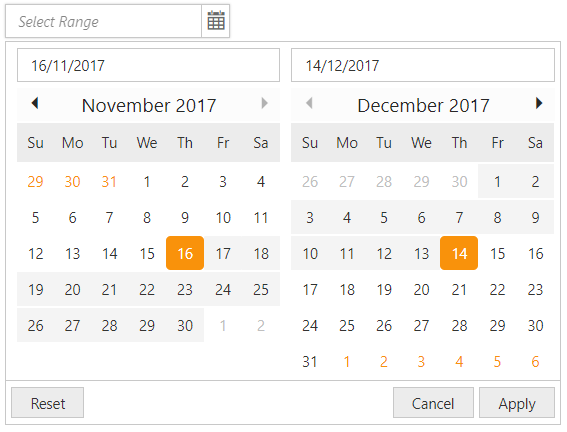 Select Range
16/11/2017
November 2017
Su Mo Tu We Th Fr Sa
29 30 31 1 2 3 4
5 6 7 8 9 10 11
12 13 14 15 16 17 18
19 20 21 22 23 24 25
26 27 28 29 30 1 2
14/12/2017
December 2017
Su Mo Tu We Th Fr Sa
26 27 28 29 30 1 2
3 4 5 6 7 8 9
10 11 12 13 14 15 16
17 18 19 20 21 22 23
24 25 26 27 28 29 30
31 1 2 3 4 5 6
Reset
Cancel
Apply